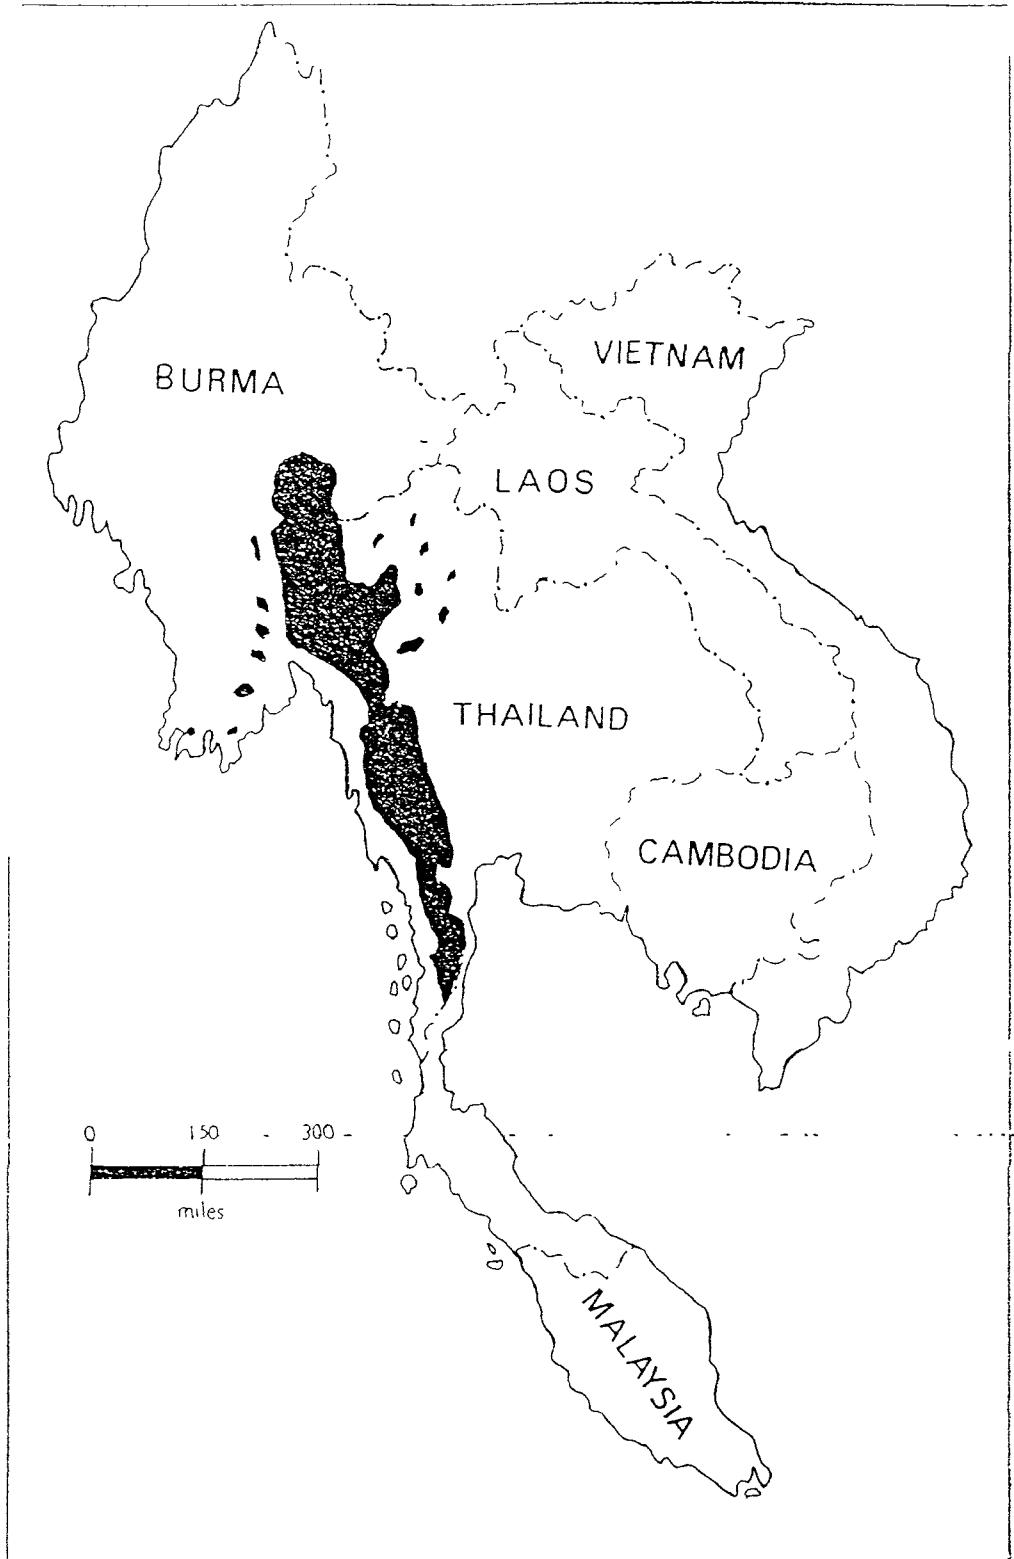 VIETNAM
BURMA
LAOS
THAILAND
CAMBODIA
0 150 300
miles
MALAYSIA